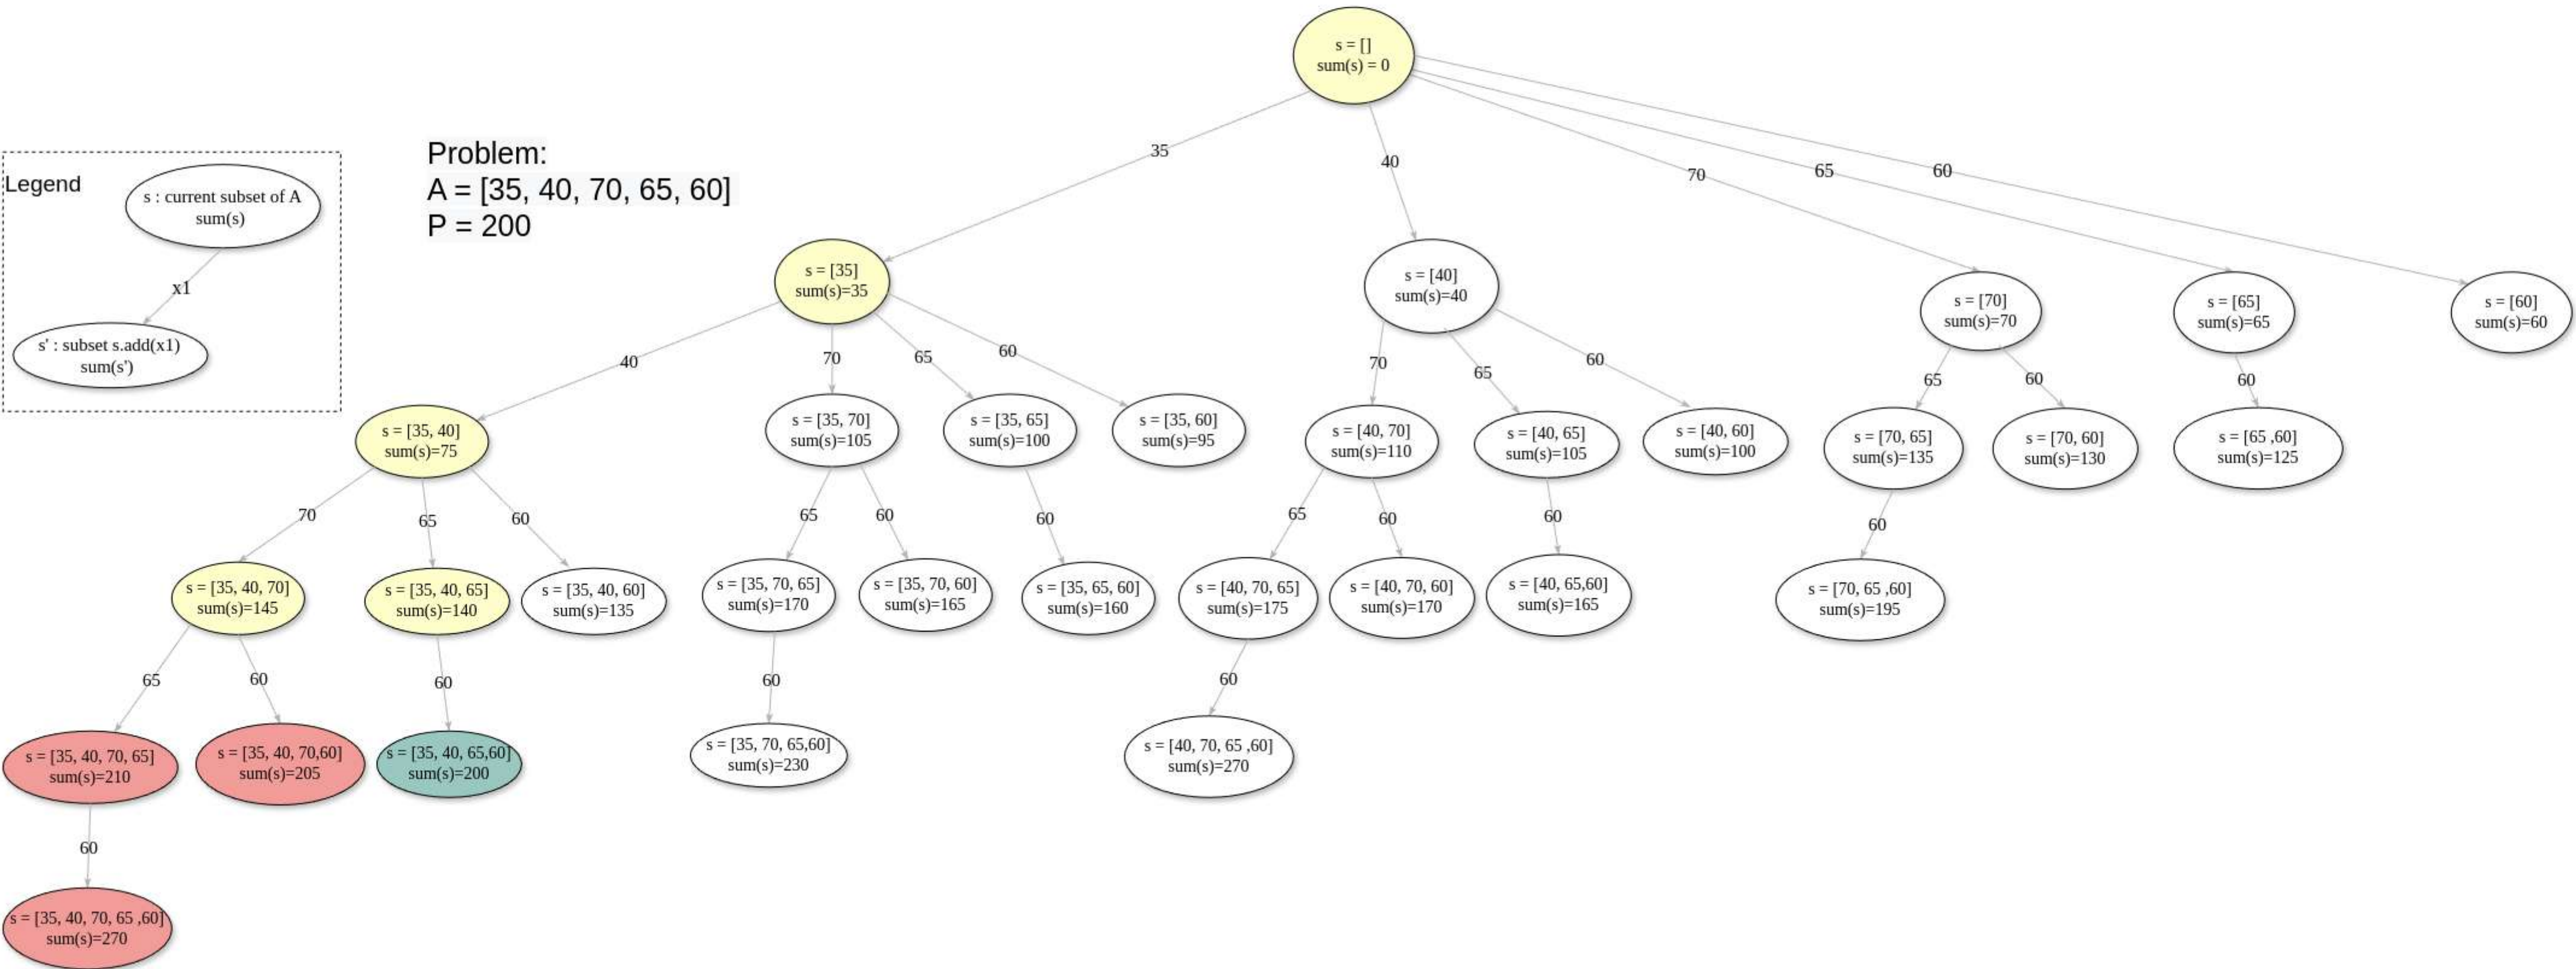 s = []
sum(s) = 0
Legend
s : current subset of A
sum(s)
x1
s' : subset s.add(x1)
sum(s')
Problem:
A = [35, 40, 70, 65, 60]
P = 200
35
40
70
65
60
s = [35]
sum(s)=35
s = [40]
sum(s)=40
s = [70]
sum(s)=70
s = [65]
sum(s)=65
s = [60]
sum(s)=60
40
70
65
60
70
65
60
65
60
60
s = [35, 40]
sum(s)=75
s = [35, 70]
sum(s)=105
s = [35, 65]
sum(s)=100
s = [35, 60]
sum(s)=95
s = [40, 70]
sum(s)=110
s = [40, 65]
sum(s)=105
s = [40, 60]
sum(s)=100
s = [70, 65]
sum(s)=135
s = [70, 60]
sum(s)=130
s = [65 ,60]
sum(s)=125
70
65
60
65
60
60
65
60
60
60
s = [35, 40, 70]
sum(s)=145
s = [35, 40, 65]
sum(s)=140
s = [35, 40, 60]
sum(s)=135
s = [35, 70, 65]
sum(s)=170
s = [35, 70, 60]
sum(s)=165
s = [35, 65, 60]
sum(s)=160
s = [40, 70, 65]
sum(s)=175
s = [40, 70, 60]
sum(s)=170
s = [40, 65,60]
sum(s)=165
s = [70, 65 ,60]
sum(s)=195
65
60
60
60
60
s = [35, 40, 70, 65]
sum(s)=210
s = [35, 40, 70,60]
sum(s)=205
s = [35, 40, 65,60]
sum(s)=200
s = [35, 70, 65,60]
sum(s)=230
s = [40, 70, 65 ,60]
sum(s)=270
60
s = [35, 40, 70, 65 ,60]
sum(s)=270